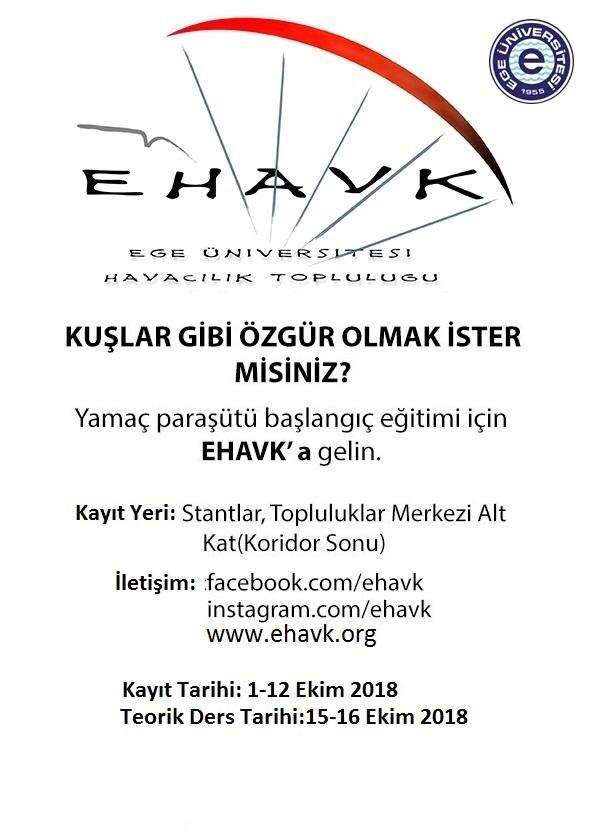 EGE ÜNİVERSİTESİ
e
1955
EHAVK
EGE ÜNİVERSİTESİ
HAVACILIK TOPLULUĞU
KUŞLAR GİBİ ÖZGÜR OLMAK İSTER
MİSİNİZ?
Yamaç paraşütü başlangıç eğitimi için
EHAVK’ a gelin.
Kayıt Yeri: Stantlar, Topluluklar Merkezi Alt
Kat(Koridor Sonu)
İletişim: :facebook.com/ehavk
instagram.com/ehavk
www.ehavk.org
Kayıt Tarihi: 1-12 Ekim 2018
Teorik Ders Tarihi:15-16 Ekim 2018